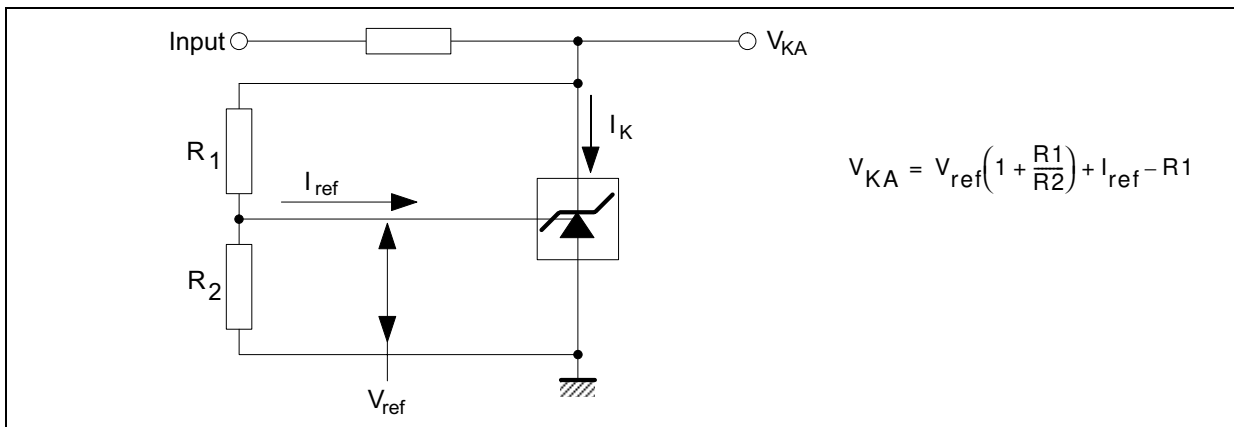 Input
V_KA
I_K
R_1
I_ref
R_2
V_ref
V_KA = V_ref(1 + R1/R2) + I_ref − R1